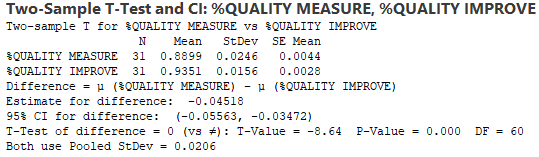 Two-Sample T-Test and CI: %QUALITY MEASURE, %QUALITY IMPROVE
Two-sample T for %QUALITY MEASURE vs %QUALITY IMPROVE
N Mean StDev SE Mean
%QUALITY MEASURE 31 0.8899 0.0246 0.0044
%QUALITY IMPROVE 31 0.9351 0.0156 0.0028
Difference = μ (%QUALITY MEASURE) - μ (%QUALITY IMPROVE)
Estimate for difference: -0.04518
95% CI for difference: (-0.05563, -0.03472)
T-Test of difference = 0 (vs ≠): T-Value = -8.64 P-Value = 0.000 DF = 60
Both use Pooled StDev = 0.0206